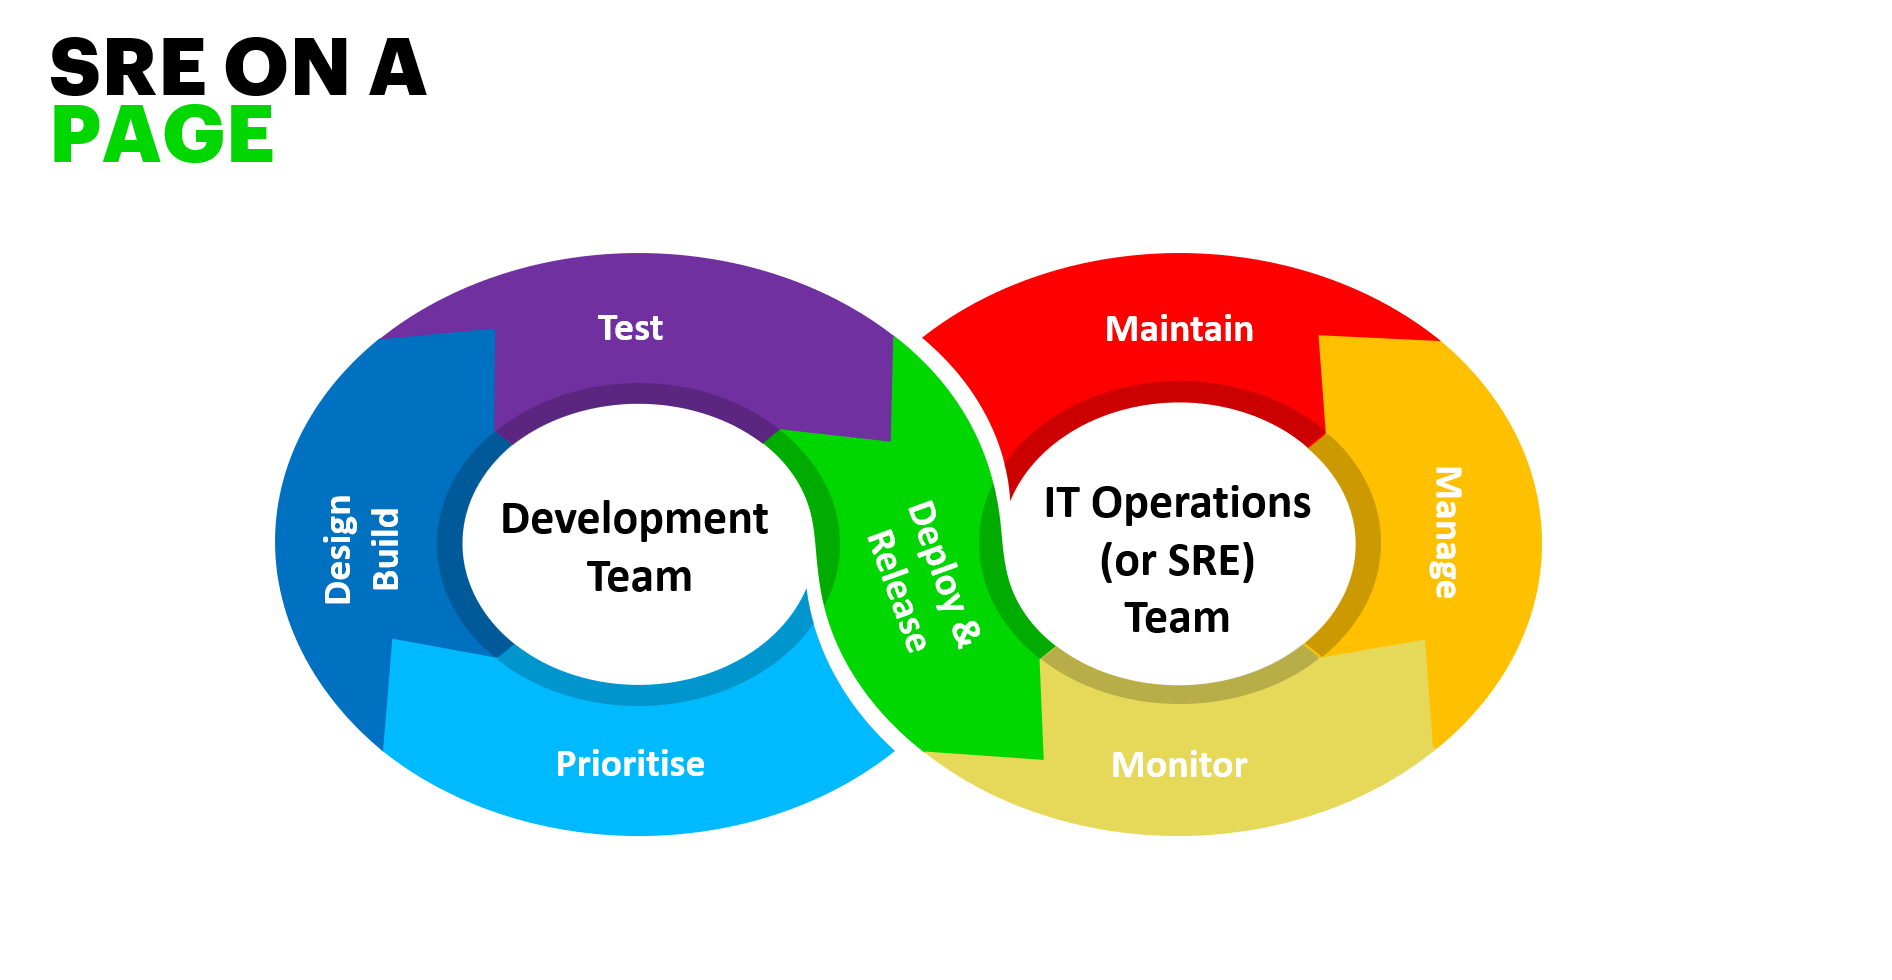 SRE ON A
PAGE
Test
Maintain
Design
Build
Development
Team
Deploy &
Release
IT Operations
(or SRE)
Team
Manage
Prioritise
Monitor